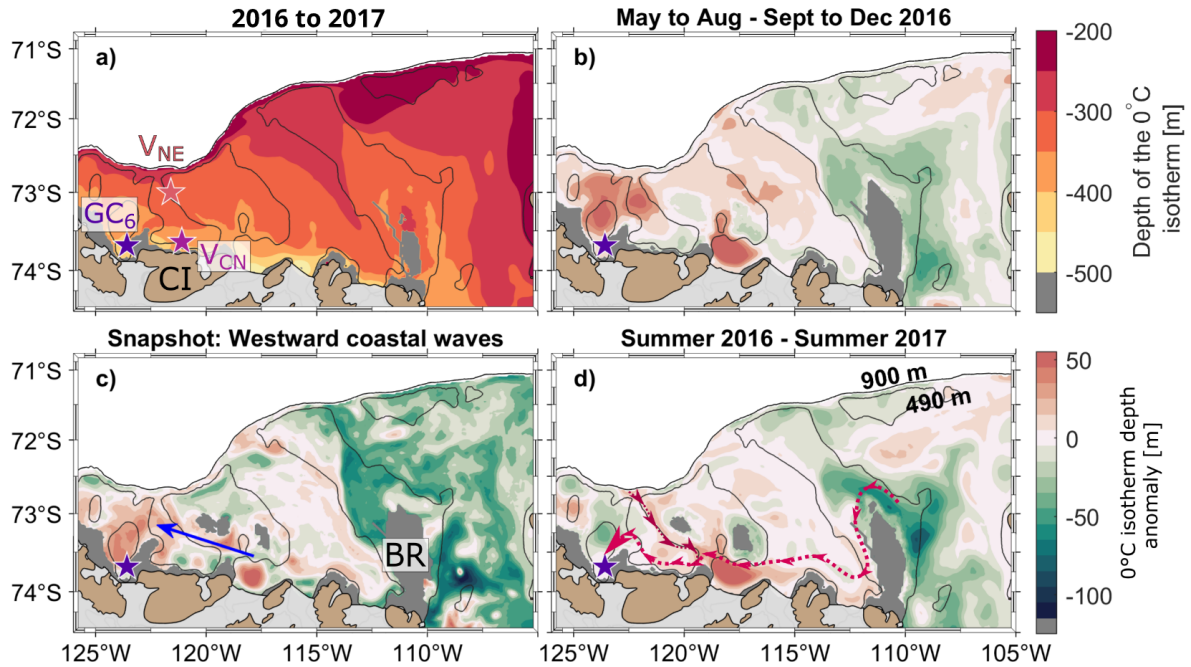 2016 to 2017
May to Aug - Sept to Dec 2016
71°S
72°S
73°S
74°S
a)
V_NE
GC_6
V_CN
CI
b)
-200
-300
-400
-500
Depth of the 0°C
isotherm [m]
Snapshot: Westward coastal waves
Summer 2016 - Summer 2017
71°S
72°S
73°S
74°S
c)
BR
d)
900 m
490 m
50
0
-50
-100
0°C isotherm depth
anomaly [m]
125°W 120°W 115°W 110°W 125°W 120°W 115°W 110°W 105°W